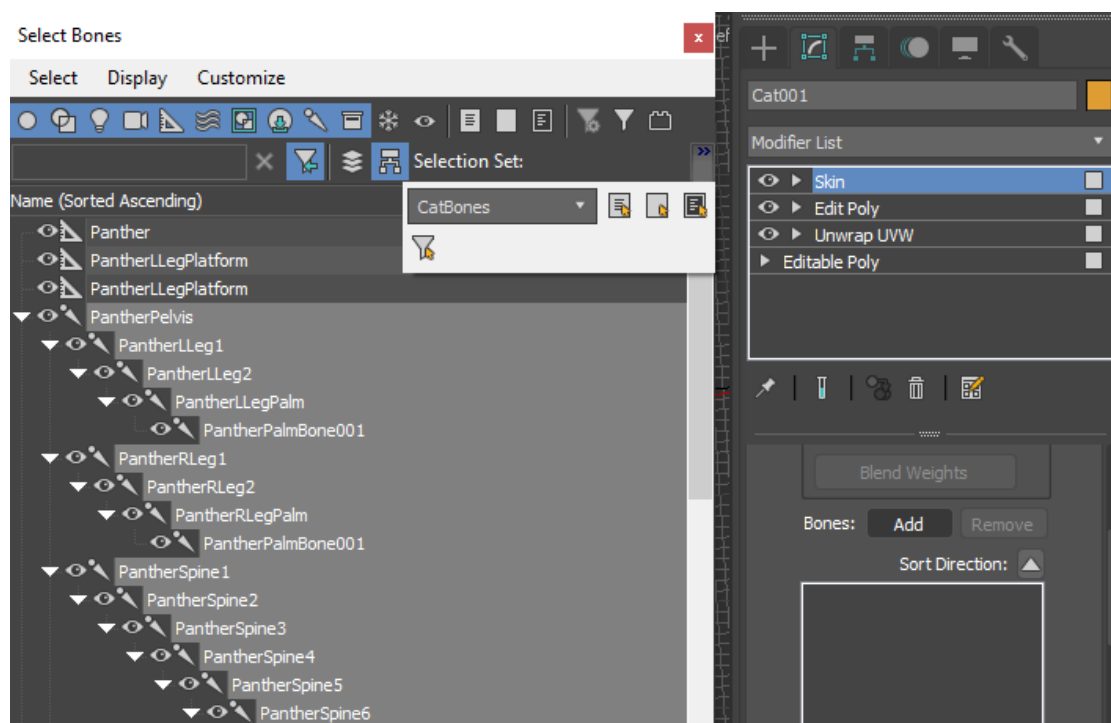 Select Bones
x
ef
Select Display Customize
Selection Set:
CatBones
Name (Sorted Ascending)
Panther
PantherLLegPlatform
PantherLLegPlatform
PantherPelvis
PantherLLeg1
PantherLLeg2
PantherLLegPalm
PantherPalmBone001
PantherRLeg1
PantherRLeg2
PantherRLegPalm
PantherPalmBone001
PantherSpine1
PantherSpine2
PantherSpine3
PantherSpine4
PantherSpine5
PantherSpine6
Cat001
Modifier List
Skin
Edit Poly
Unwrap UVW
Editable Poly
Blend Weights
Bones: Add Remove
Sort Direction: